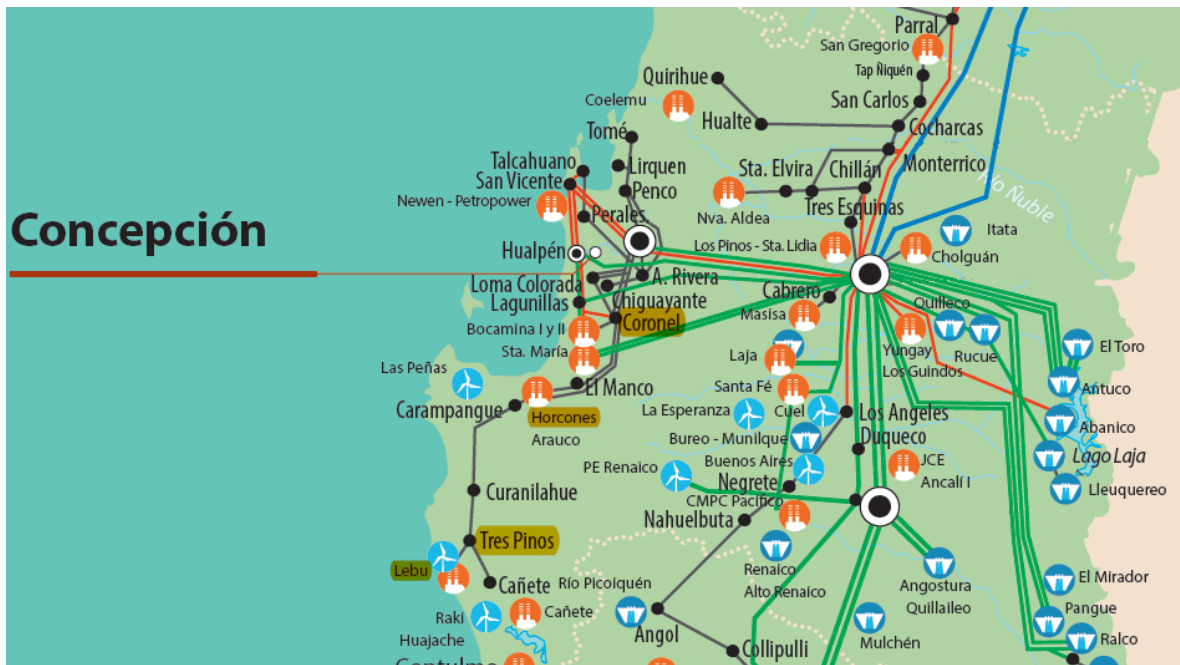 Parral
San Gregorio
Tap Ñiquén
Quirihue
San Carlos
Coelemu
Hualte
Cocharcas
Tomé
Talcahuano
Lirquen
Sta. Elvira
Chillán
Monterrico
San Vicente
Penco
Río Ñuble
Newen - Petropower
Perales.
Nva. Aldea
Tres Esquinas
Itata
Concepción
Hualpén
Los Pinos - Sta. Lidia
Cholguán
Loma Colorada
A. Rivera
Lagunillas
Chiguayante
Cabrero
Quilleco
Bocamina I y II
Coronel
Masisa
Sta. María
Laja
Yungay
Rucue
El Toro
Las Peñas
Los Guindos
El Manco
Santa Fé
Antuco
Carampangue
Horcones
La Esperanza
Cuel
Los Angeles
Abanico
Arauco
Bureo - Munilque
Duqueco
Lago Laja
PE Renaico
Buenos Aires
JCE
Curanilahue
Negrete
Ancalí I
Lleuquereo
CMPC Pacífico
Nahuelbuta
Tres Pinos
Lebu
Renaico
Cañete
Río Picoiquén
Alto Renaico
Angostura
El Mirador
Quillaileo
Raki
Cañete
Pangue
Huajache
Angol
Mulchén
Ralco
Collipulli